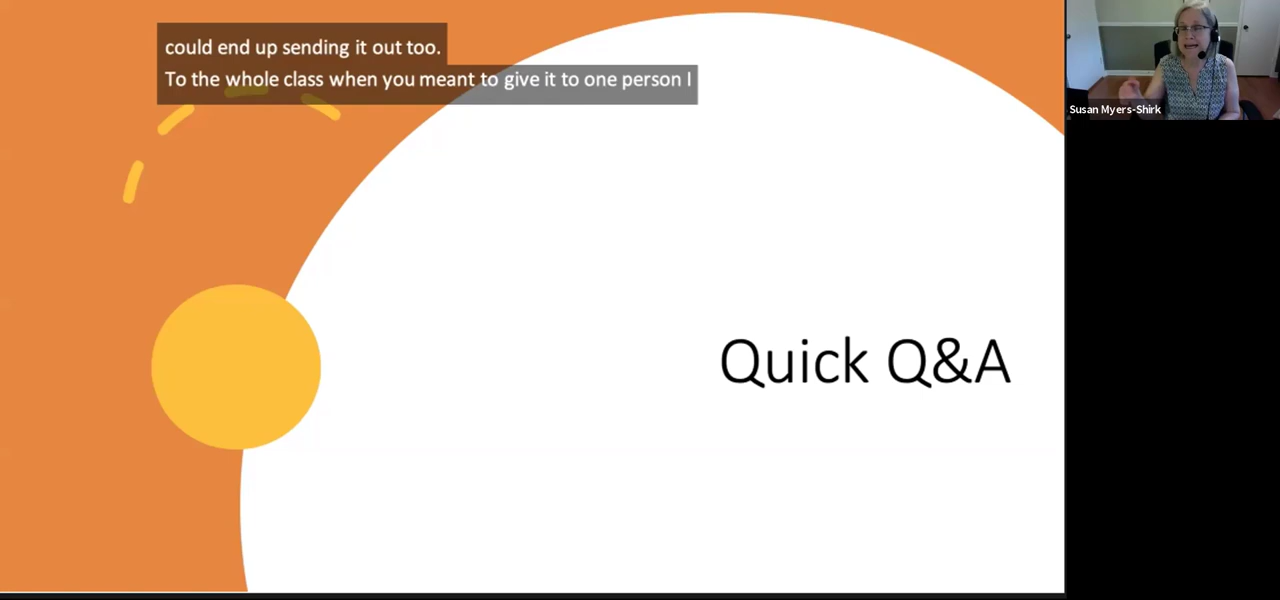 could end up sending it out too.
To the whole class when you meant to give it to one person I
Susan Myers-Shirk
Quick Q&A